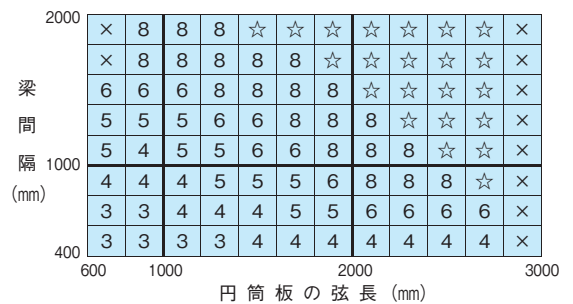 2000
× 8 8 8 ☆ ☆ ☆ ☆ ☆ ☆ ☆ ×
× 8 8 8 8 8 ☆ ☆ ☆ ☆ ☆ ×
6 6 6 8 8 8 8 ☆ ☆ ☆ ☆ ×
5 5 5 6 6 8 8 8 ☆ ☆ ☆ ×
5 4 5 5 6 6 8 8 8 ☆ ☆ ×
1000
4 4 4 5 5 5 6 8 8 8 ☆ ×
3 3 4 4 4 5 5 6 6 6 6 ×
3 3 3 3 4 4 4 4 4 4 4 ×
400
梁間隔
(mm)
600 1000 2000 3000
円筒板の弦長 (mm)